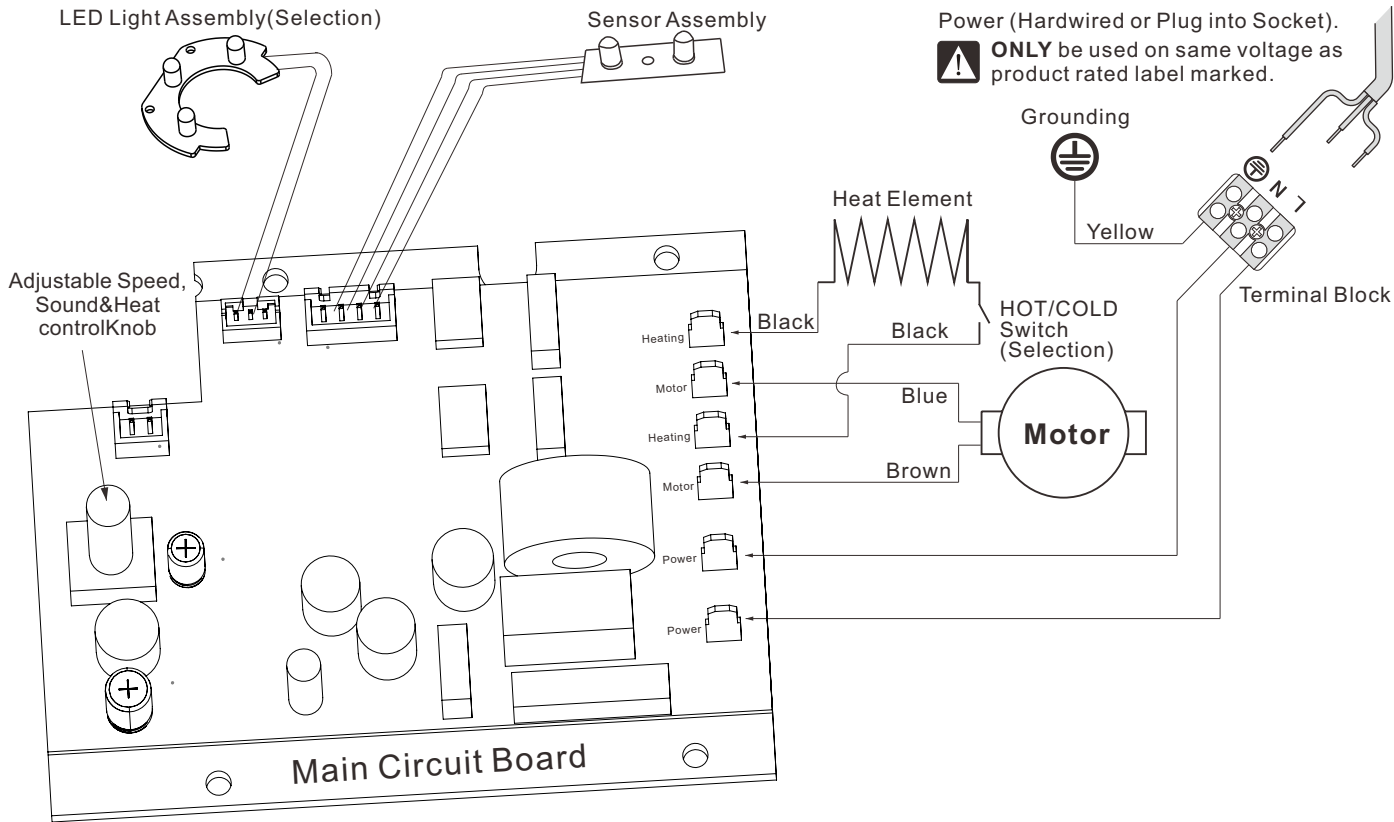 LED Light Assembly(Selection)
Sensor Assembly
Power (Hardwired or Plug into Socket).
ONLY be used on same voltage as
product rated label marked.
Grounding
Heat Element
L N
Yellow
Terminal Block
Adjustable Speed,
Sound&Heat
controlKnob
Black
HOT/COLD
Switch
(Selection)
Black
Heating
Motor
Blue
Heating
Motor
Motor
Brown
Power
Power
Main Circuit Board